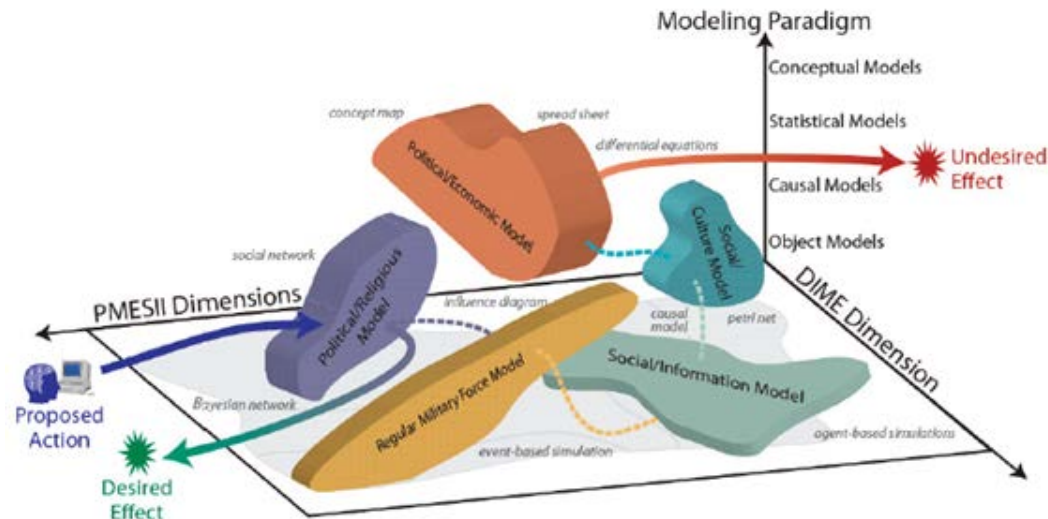 Modeling Paradigm
Conceptual Models
concept map
spread sheet
Statistical Models
differential equations
Undesired
Effect
Political/Economic Model
Causal Models
Social/
Culture Model
Object Models
social network
PMESII Dimensions
Political/Religious
Model
influence diagram
causal
model
petri net
DIME Dimension
Proposed
Action
Bayesian network
Regular Military Force Model
Social/Information Model
event-based simulation
agent-based simulations
Desired
Effect